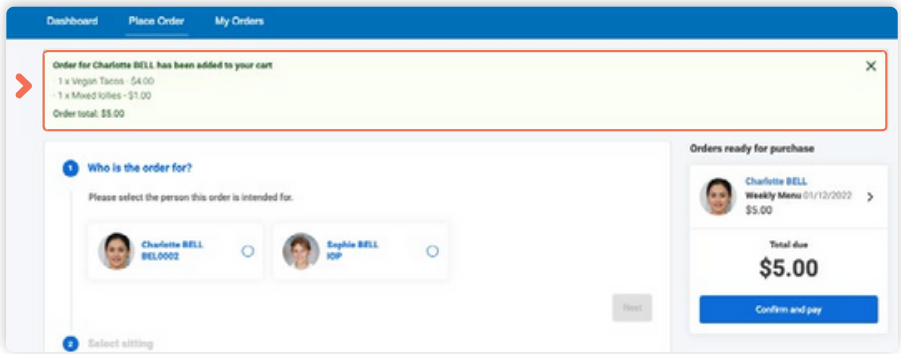 Dashboard Place Order My Orders
Order for Charlotte BELL has been added to your cart
- 1 x Vegan Tacos - $4.00
- 1 x Mixed lollies - $1.00
Order total: $5.00
1 Who is the order for?
Please select the person this order is intended for.
Charlotte BELL
BEL0002
Sophie BELL
IOP
Next
2 Select sitting
Orders ready for purchase
Charlotte BELL
Weekly Menu 01/12/2022
$5.00
Total due
$5.00
Confirm and pay